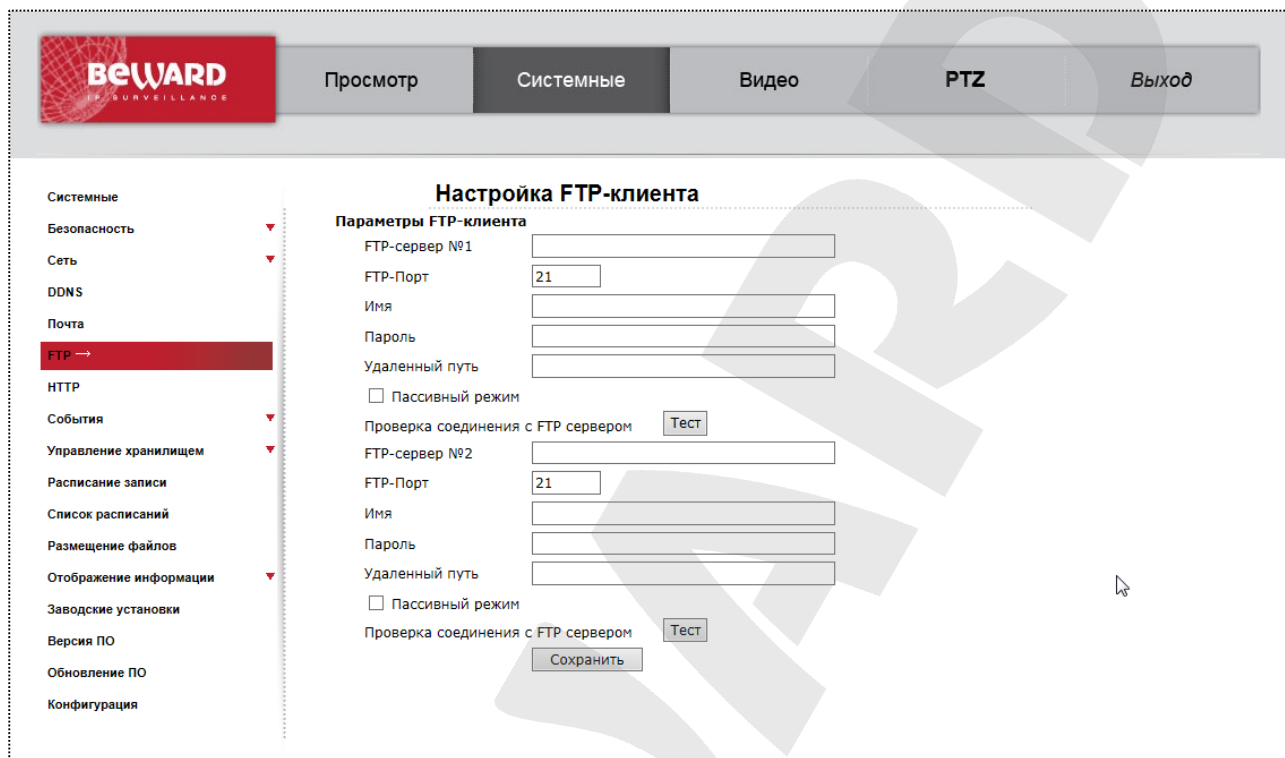 BEWARD
IP SURVEILLANCE
Просмотр
Системные
Видео
PTZ
Выход
Системные
Безопасность
Сеть
DDNS
Почта
FTP →
HTTP
События
Управление хранилищем
Расписание записи
Список расписаний
Размещение файлов
Отображение информации
Заводские установки
Версия ПО
Обновление ПО
Конфигурация
Настройка FTP-клиента
Параметры FTP-клиента
FTP-сервер №1
FTP-Порт 21
Имя
Пароль
Удаленный путь
Пассивный режим
Проверка соединения с FTP сервером Тест
FTP-сервер №2
FTP-Порт 21
Имя
Пароль
Удаленный путь
Пассивный режим
Проверка соединения с FTP сервером Тест
Сохранить